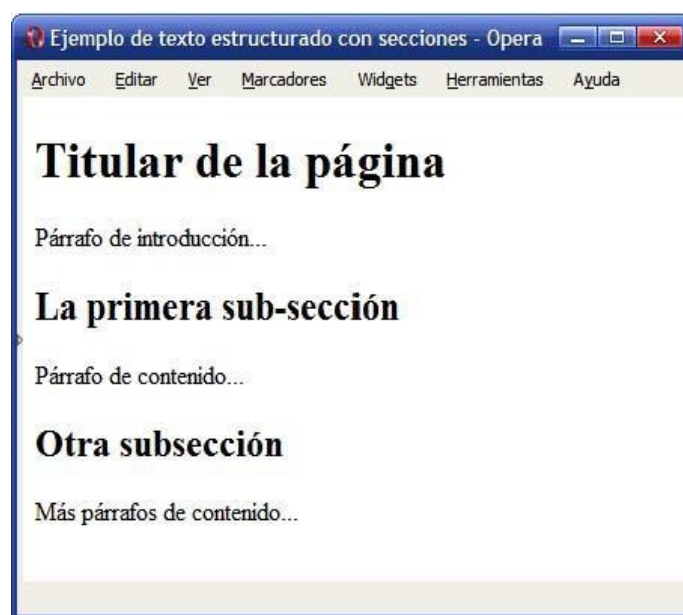 Ejemplo de texto estructurado con secciones - Opera
Archivo Editar Ver Marcadores Widgets Herramientas Ayuda
Titular de la página
Párrafo de introducción...
La primera sub-sección
Párrafo de contenido...
Otra subsección
Más párrafos de contenido...